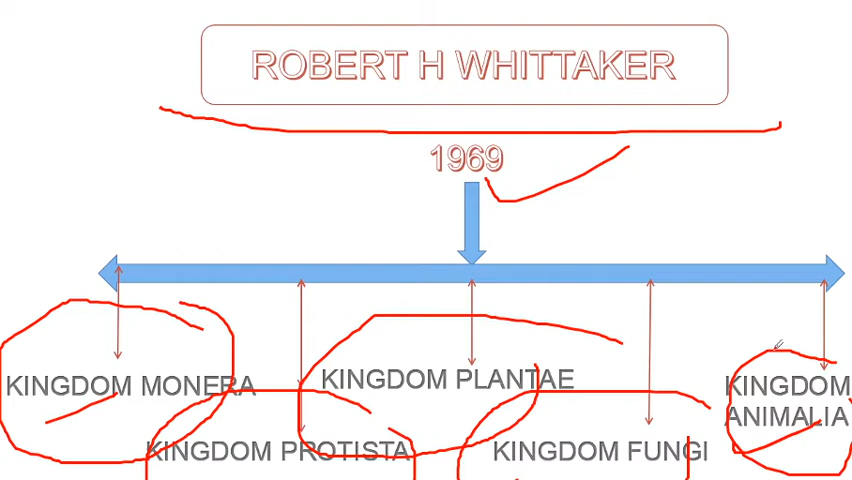 ROBERT H WHITTAKER
1969
KINGDOM MONERA
KINGDOM PROTISTA
KINGDOM PLANTAE
KINGDOM FUNGI
KINGDOM
ANIMALIA